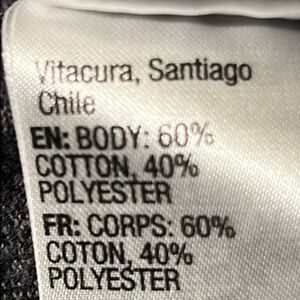 Vitacura, Santiago
Chile
EN: BODY: 60%
COTTON, 40%
POLYESTER
FR: CORPS: 60%
COTON, 40%
POLYESTER